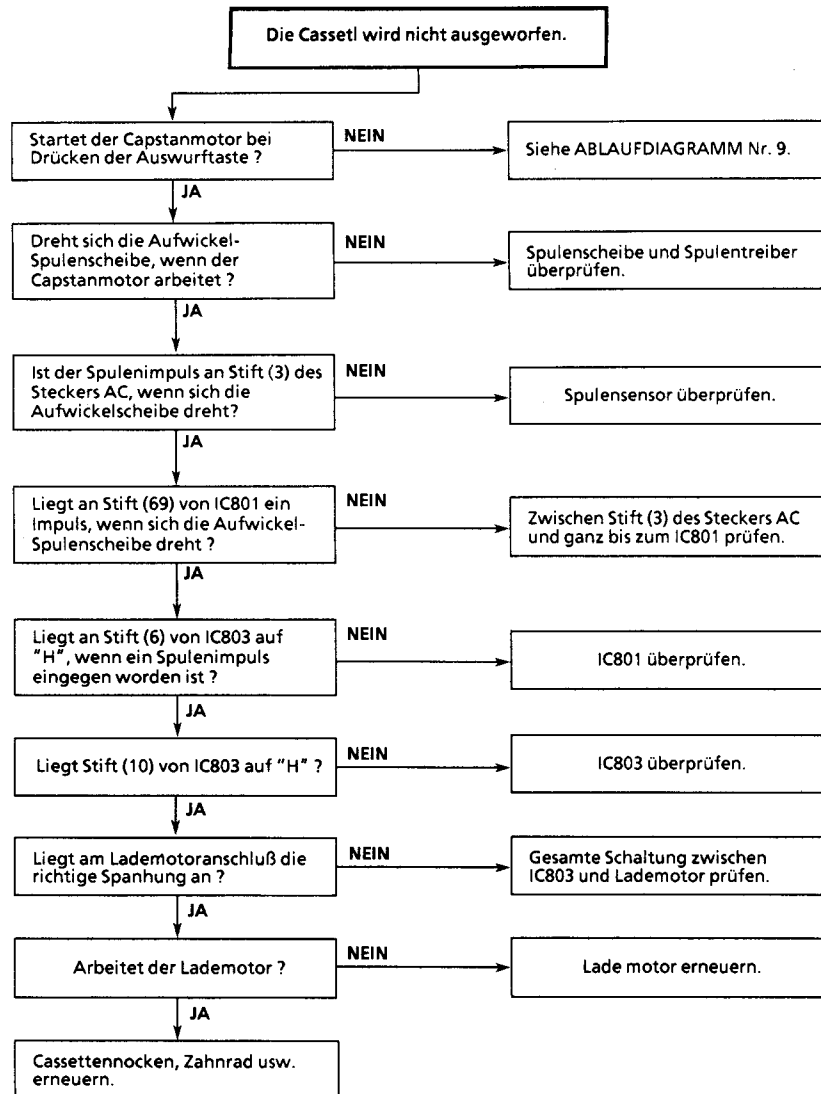 Die Cassetl wird nicht ausgeworfen.
Startet der Capstanmotor bei
Drücken der Auswurftaste ?
NEIN
Siehe ABLAUFDIAGRAMM Nr. 9.
JA
Dreht sich die Aufwickel-
Spulenscheibe, wenn der
Capstanmotor arbeitet ?
NEIN
Spulenscheibe und Spulentreiber
überprüfen.
JA
Ist der Spulenimpuls an Stift (3) des
Steckers AC, wenn sich die
Aufwickelscheibe dreht?
NEIN
Spulensensor überprüfen.
JA
Liegt an Stift (69) von IC801 ein
Impuls, wenn sich die Aufwickel-
Spulenscheibe dreht ?
NEIN
Zwischen Stift (3) des Steckers AC
und ganz bis zum IC801 prüfen.
JA
Liegt an Stift (6) von IC803 auf
"H", wenn ein Spulenimpuls
eingegen worden ist ?
NEIN
IC801 überprüfen.
JA
Liegt Stift (10) von IC803 auf "H" ?
NEIN
IC803 überprüfen.
JA
Liegt am Lademotoranschluß die
richtige Spanhung an ?
NEIN
Gesamte Schaltung zwischen
IC803 und Lademotor prüfen.
JA
Arbeitet der Lademotor ?
NEIN
Lade motor erneuern.
JA
Cassettennocken, Zahnrad usw.
erneuern.